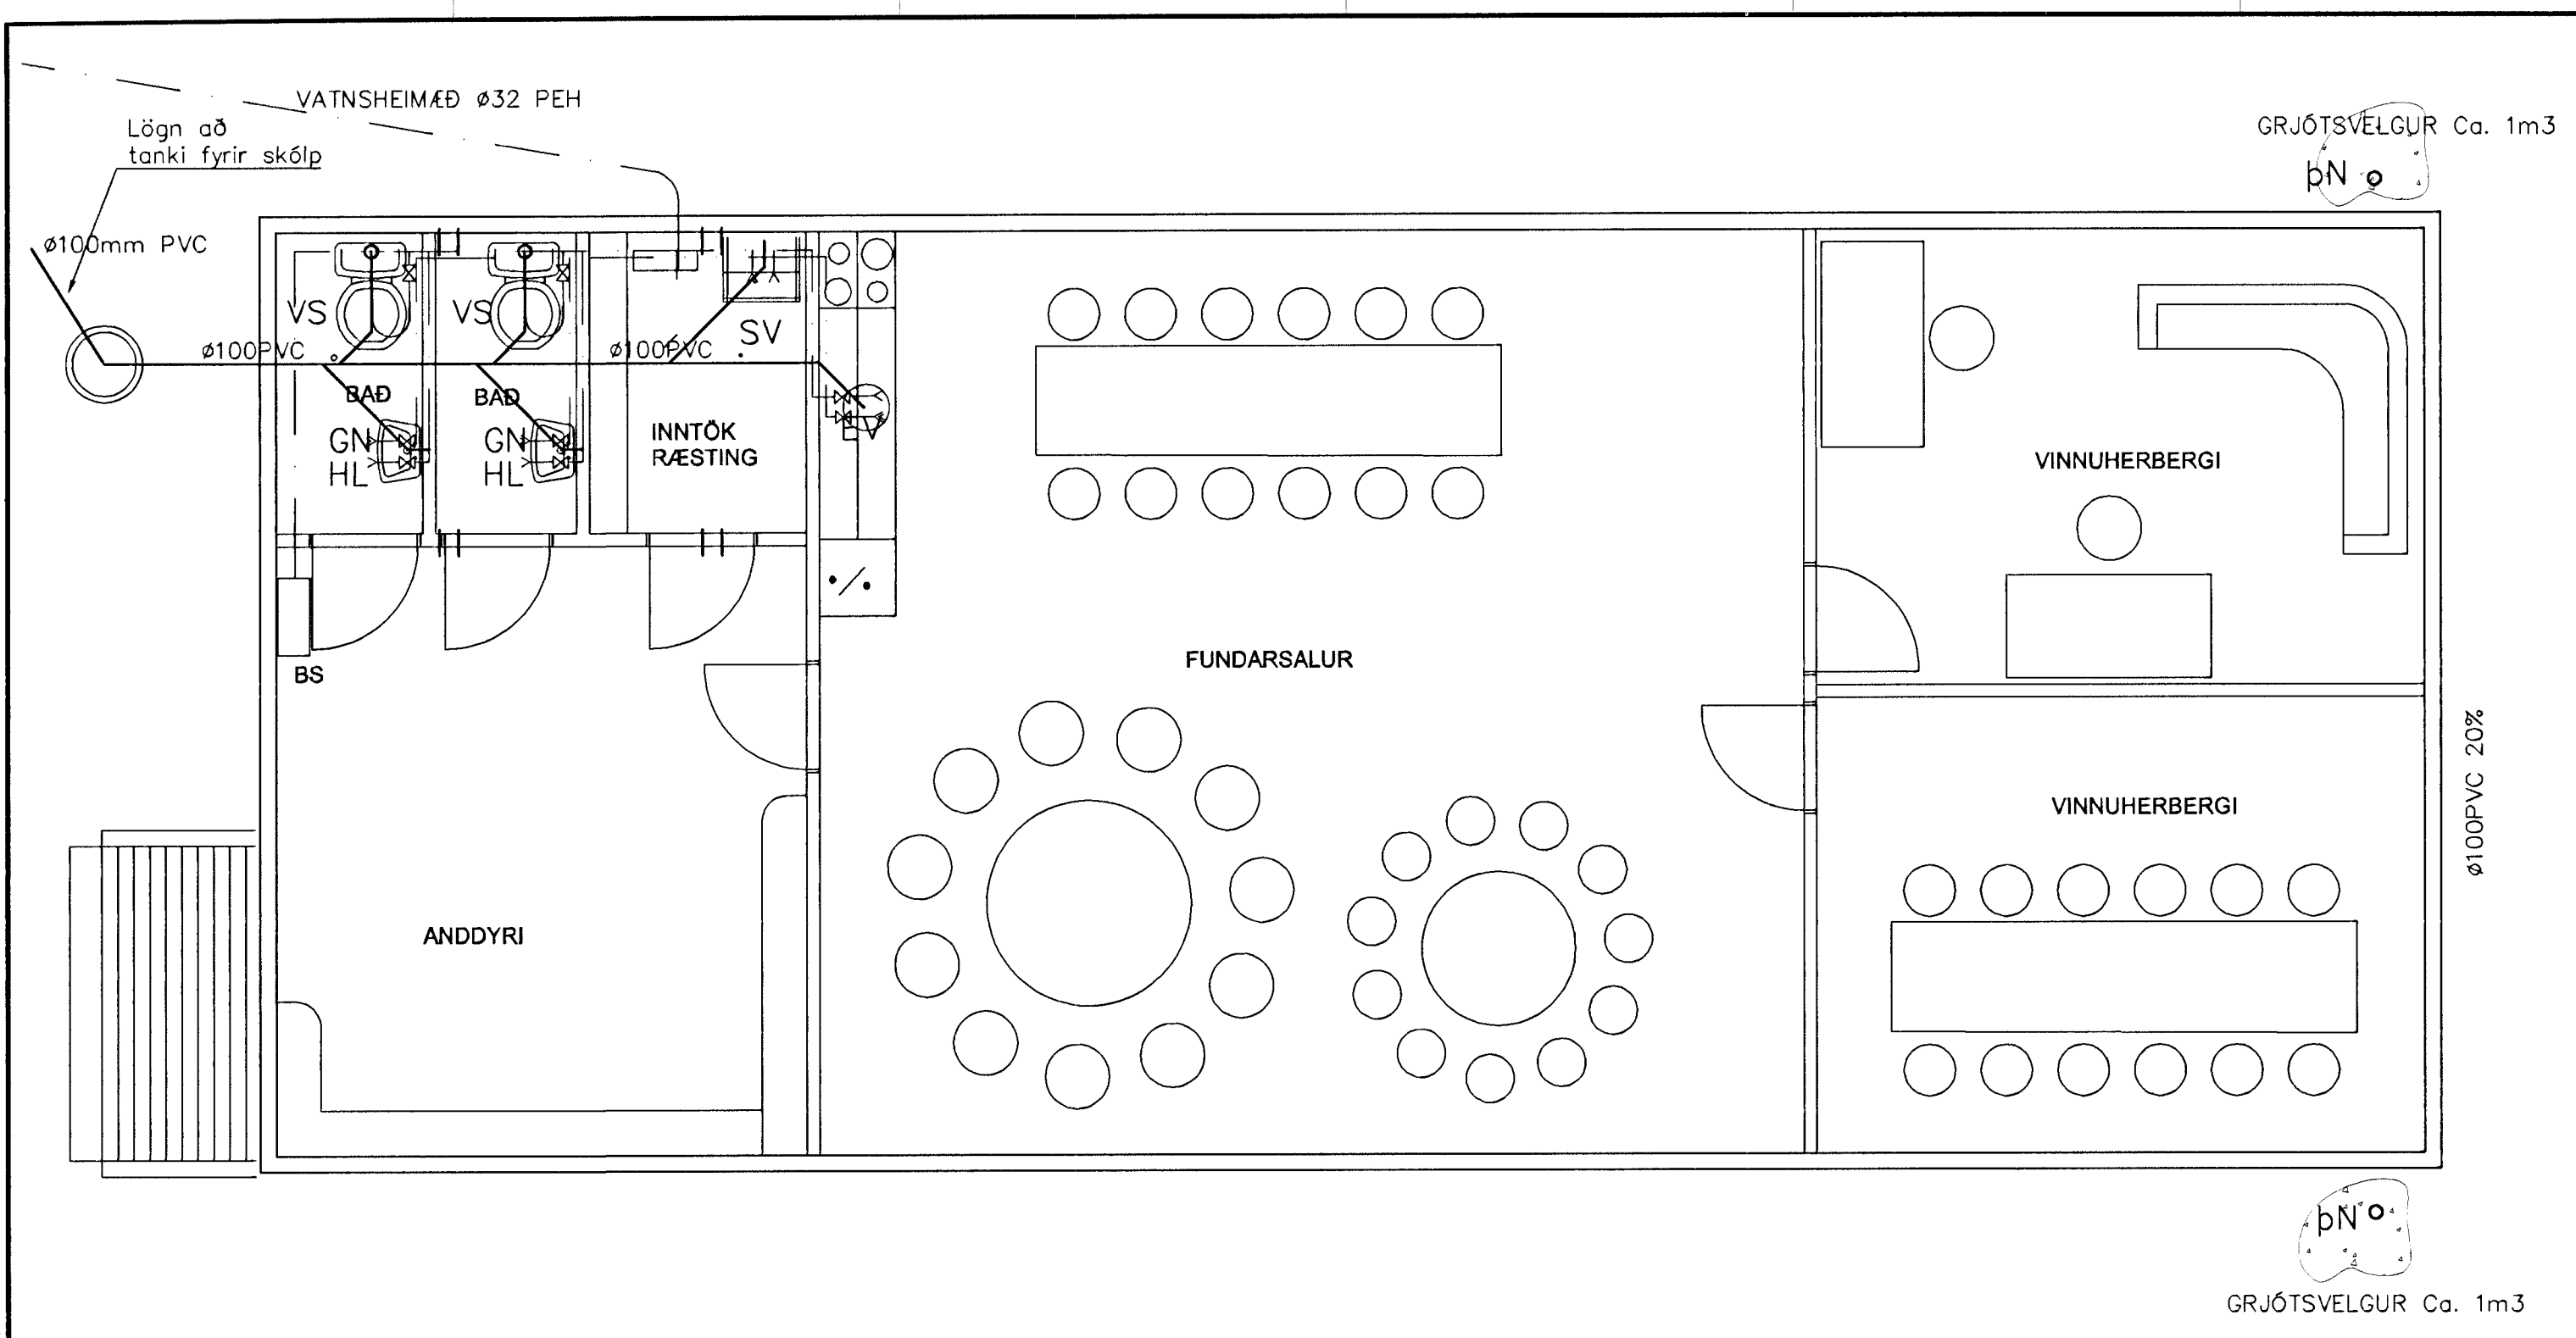 VATNSHEIMÆÐ ø32 PEH
Lögn að
tanki fyrir skólp
ø100mm PVC
GRJÓTSVELGUR Ca. 1m3
þN
VS
VS
SV
ø100PVC
ø100PVC
BAÐ
BAÐ
GN
HL
GN
HL
INNTÖK
RÆSTING
V
VINNUHERBERGI
FUNDARSALUR
BS
ø100PVC 20%
VINNUHERBERGI
ANDDYRI
þN
GRJÓTSVELGUR Ca. 1m3